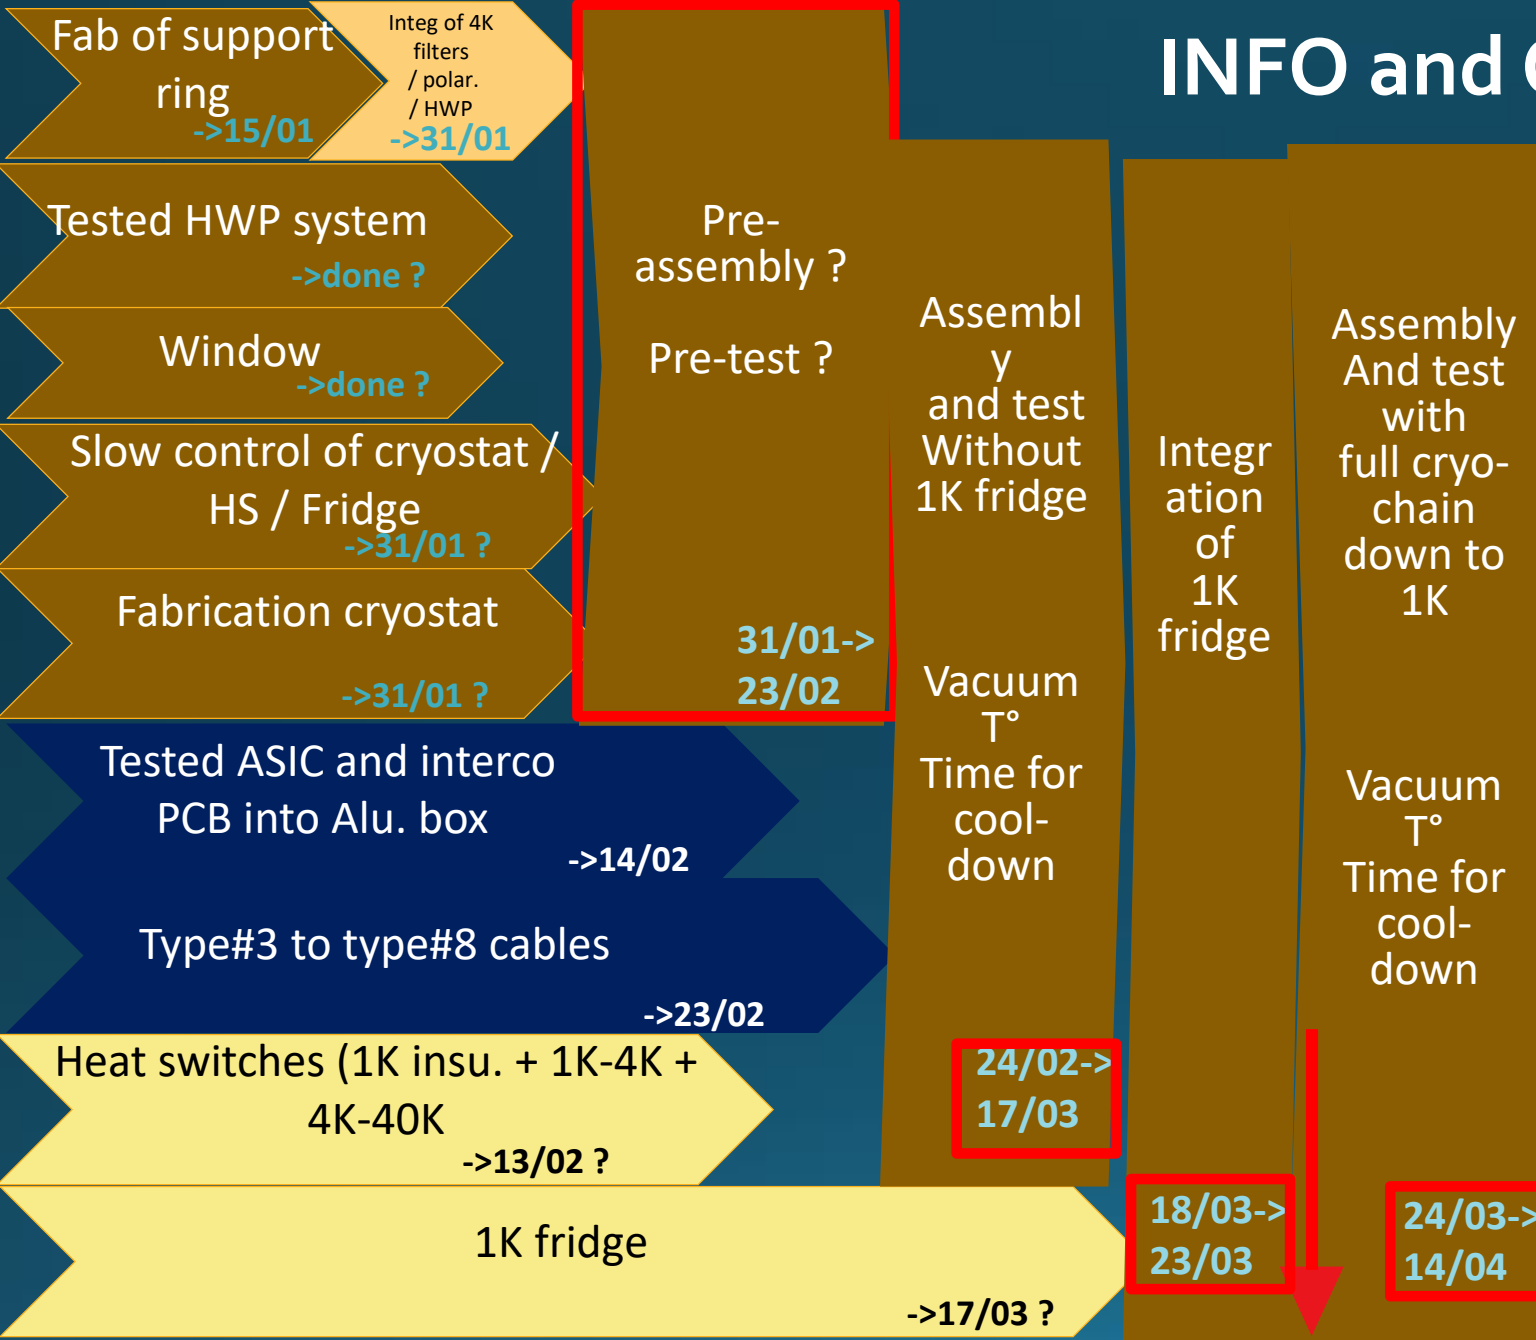 INFO and
Fab of support
ring
->15/01
Integ of 4K
filters
/ polar.
/ HWP
->31/01
Tested HWP system
->done ?
Window
->done ?
Slow control of cryostat /
HS / Fridge
->31/01 ?
Fabrication cryostat
->31/01 ?
Pre-
assembly ?
Pre-test ?
31/01->
23/02
Tested ASIC and interco
PCB into Alu. box
->14/02
Type#3 to type#8 cables
->23/02
Heat switches (1K insu. + 1K-4K +
4K-40K
->13/02 ?
1K fridge
->17/03 ?
Assembl
y
and test
Without
1K fridge
Vacuum
T°
Time for
cool-
down
24/02->
17/03
Integr
ation
of
1K
fridge
18/03->
23/03
Assembly
And test
with
full cryo-
chain
down to
1K
Vacuum
T°
Time for
cool-
down
24/03->
14/04